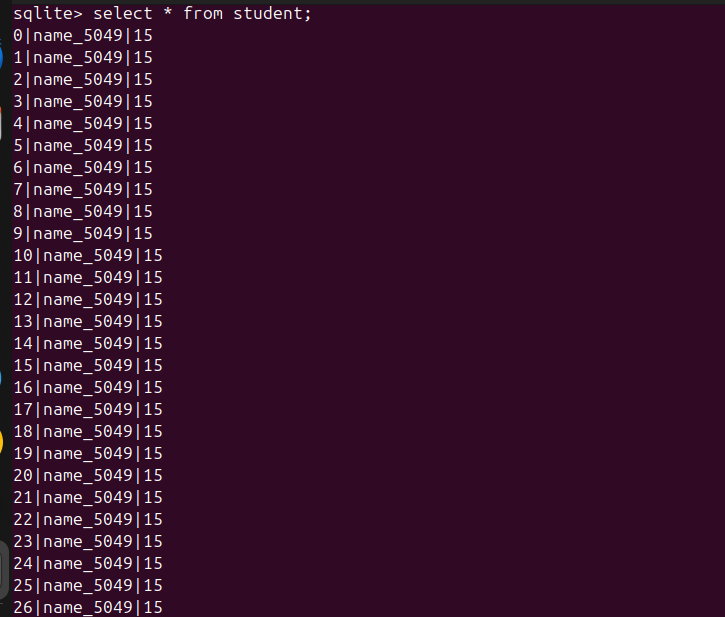 sqlite> select * from student;
0|name_5049|15
1|name_5049|15
2|name_5049|15
3|name_5049|15
4|name_5049|15
5|name_5049|15
6|name_5049|15
7|name_5049|15
8|name_5049|15
9|name_5049|15
10|name_5049|15
11|name_5049|15
12|name_5049|15
13|name_5049|15
14|name_5049|15
15|name_5049|15
16|name_5049|15
17|name_5049|15
18|name_5049|15
19|name_5049|15
20|name_5049|15
21|name_5049|15
22|name_5049|15
23|name_5049|15
24|name_5049|15
25|name_5049|15
26|name_5049|15